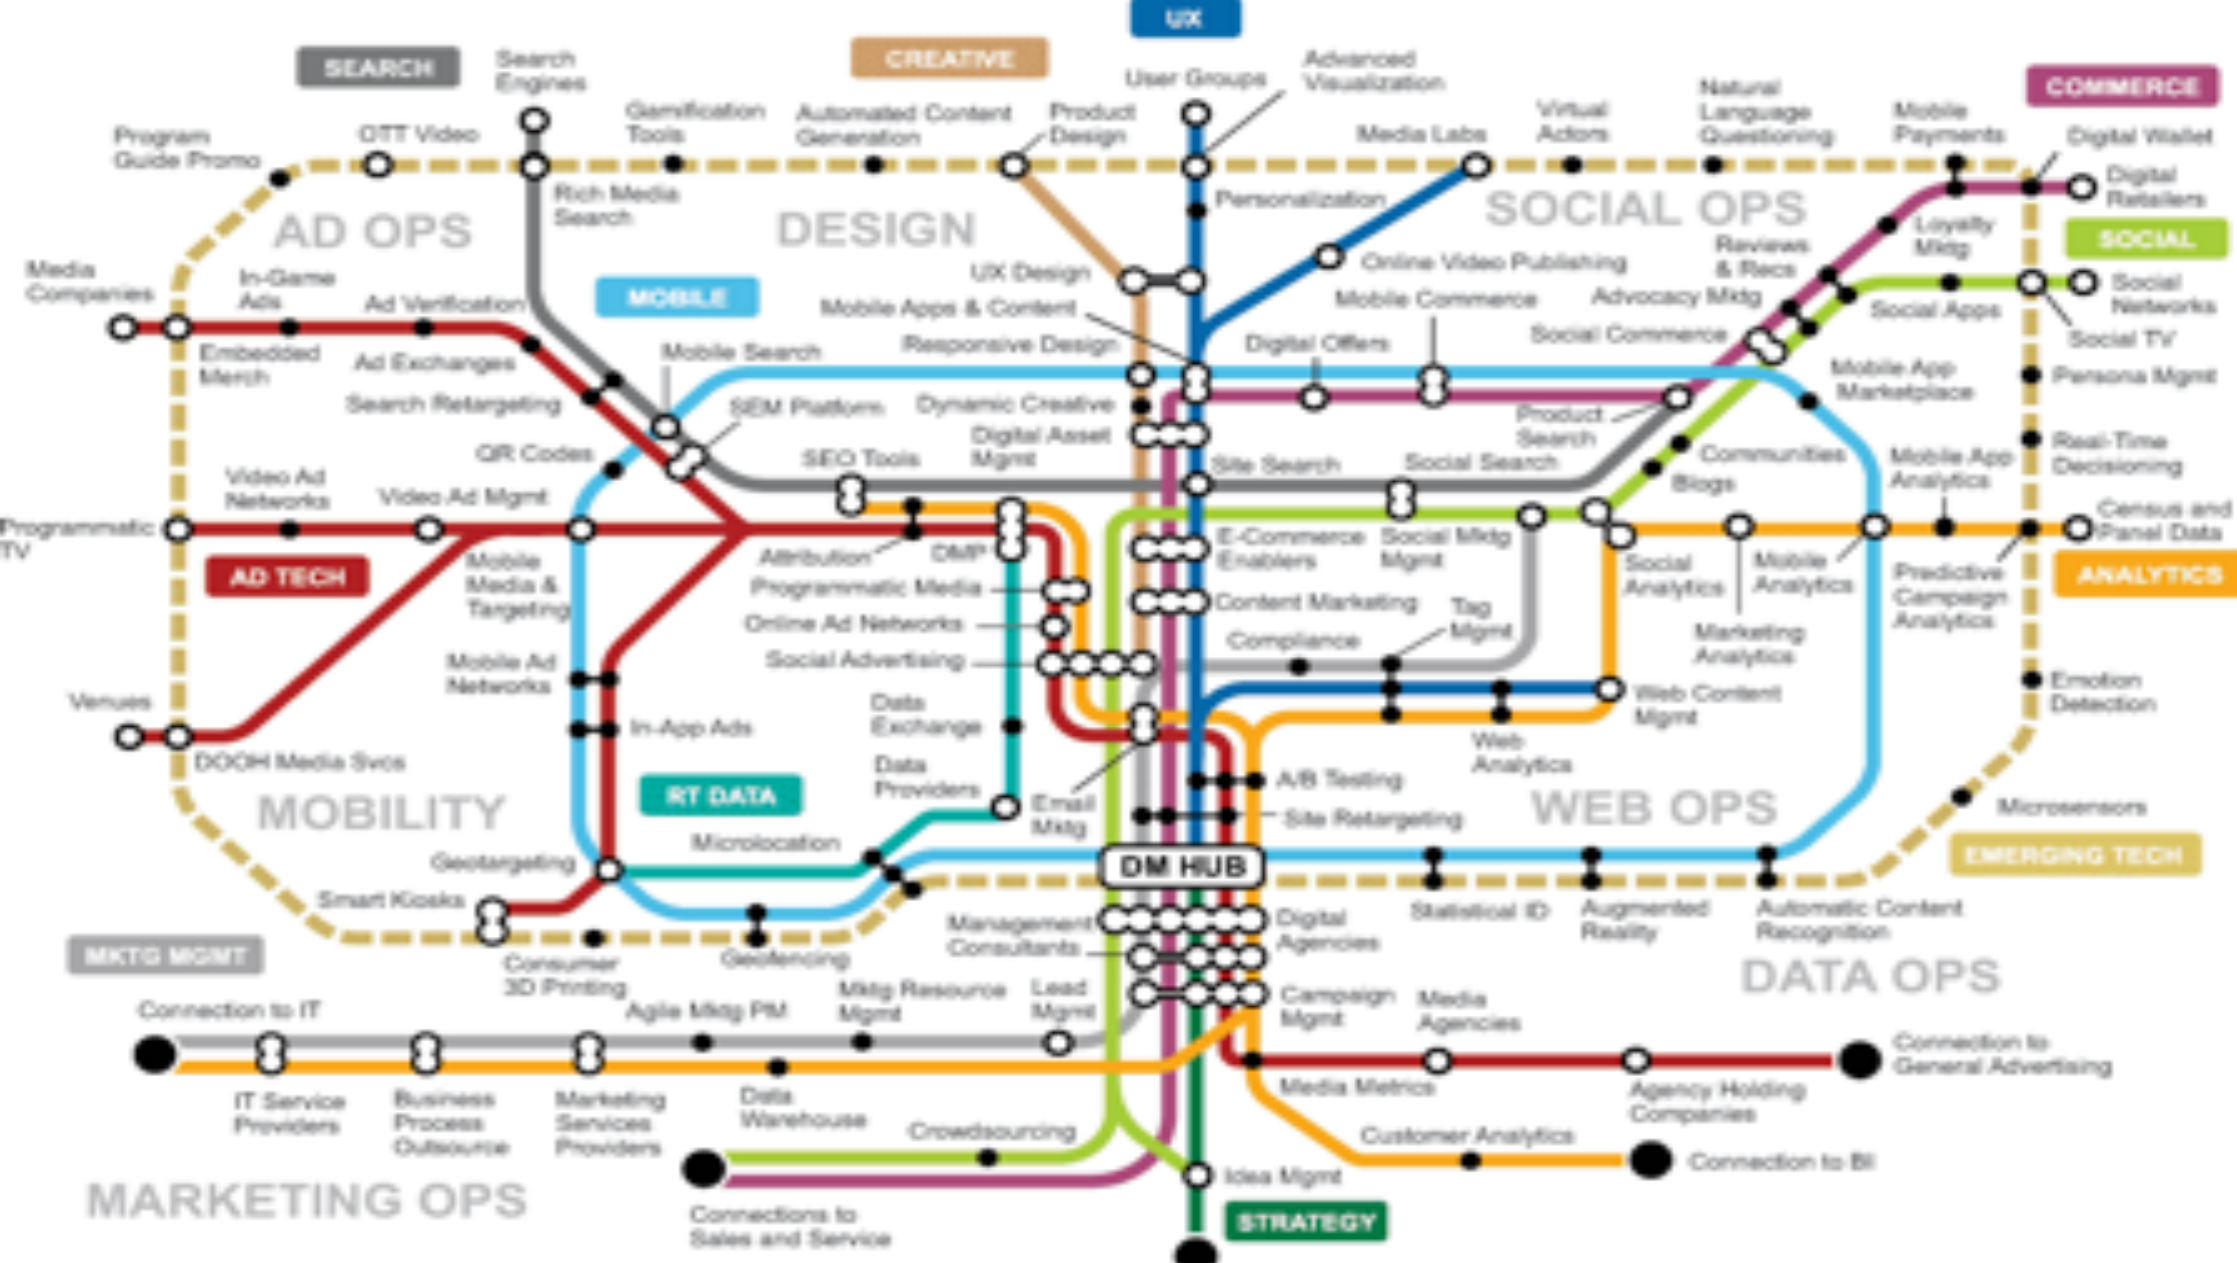 UX
SEARCH
Search
Engines
CREATIVE
User Groups
Advanced
Visualization
COMMERCE
Program
Guide Promo
OTT Video
Gamification
Tools
Automated Content
Generation
Product
Design
Media Labs
Virtual
Actors
Natural
Language
Questioning
Mobile
Payments
Digital Wallet
Digital
Retailers
Rich Media
Search
Personalization
AD OPS
DESIGN
SOCIAL OPS
Loyalty
Mktg
SOCIAL
Media
Companies
In-Game
Ads
Ad Verification
MOBILE
UX Design
Online Video Publishing
Reviews
& Recs
Mobile Apps & Content
Mobile Commerce
Advocacy Mktg
Social Apps
Social
Networks
Embedded
Merch
Ad Exchanges
Mobile Search
Responsive Design
Digital Offers
Social Commerce
Social TV
Search Retargeting
SEM Platform
Dynamic Creative
Mobile App
Marketplace
Persona Mgmt
QR Codes
SEO Tools
Digital Asset
Mgmt
Product
Search
Site Search
Social Search
Communities
Blogs
Mobile App
Analytics
Real-Time
Decisioning
Video Ad
Networks
Video Ad Mgmt
Programmatic
TV
AD TECH
Mobile
Media &
Targeting
Attribution
DMP
E-Commerce
Enablers
Social Mktg
Mgmt
Social
Analytics
Mobile
Analytics
Predictive
Campaign
Analytics
Census and
Panel Data
ANALYTICS
Programmatic Media
Online Ad Networks
Content Marketing
Tag
Mgmt
Compliance
Marketing
Analytics
Mobile Ad
Networks
Social Advertising
Venues
Data
Exchange
Web Content
Mgmt
Emotion
Detection
In-App Ads
DOOH Media Svcs
Web
Analytics
MOBILITY
RT DATA
Data
Providers
Email
Mktg
A/B Testing
Site Retargeting
WEB OPS
Microsensors
Microlocation
Geotargeting
DM HUB
EMERGING TECH
Smart Kiosks
Management
Consultants
Digital
Agencies
Statistical ID
Augmented
Reality
Automatic Content
Recognition
MKTG MGMT
Consumer
3D Printing
Geofencing
DATA OPS
Connection to IT
Agile Mktg PM
Mktg Resource
Mgmt
Lead
Mgmt
Campaign
Mgmt
Media
Agencies
Connection to
General Advertising
IT Service
Providers
Business
Process
Outsource
Marketing
Services
Providers
Data
Warehouse
Media Metrics
Agency Holding
Companies
Crowdsourcing
Customer Analytics
Connection to BI
MARKETING OPS
Idea Mgmt
Connections to
Sales and Service
STRATEGY